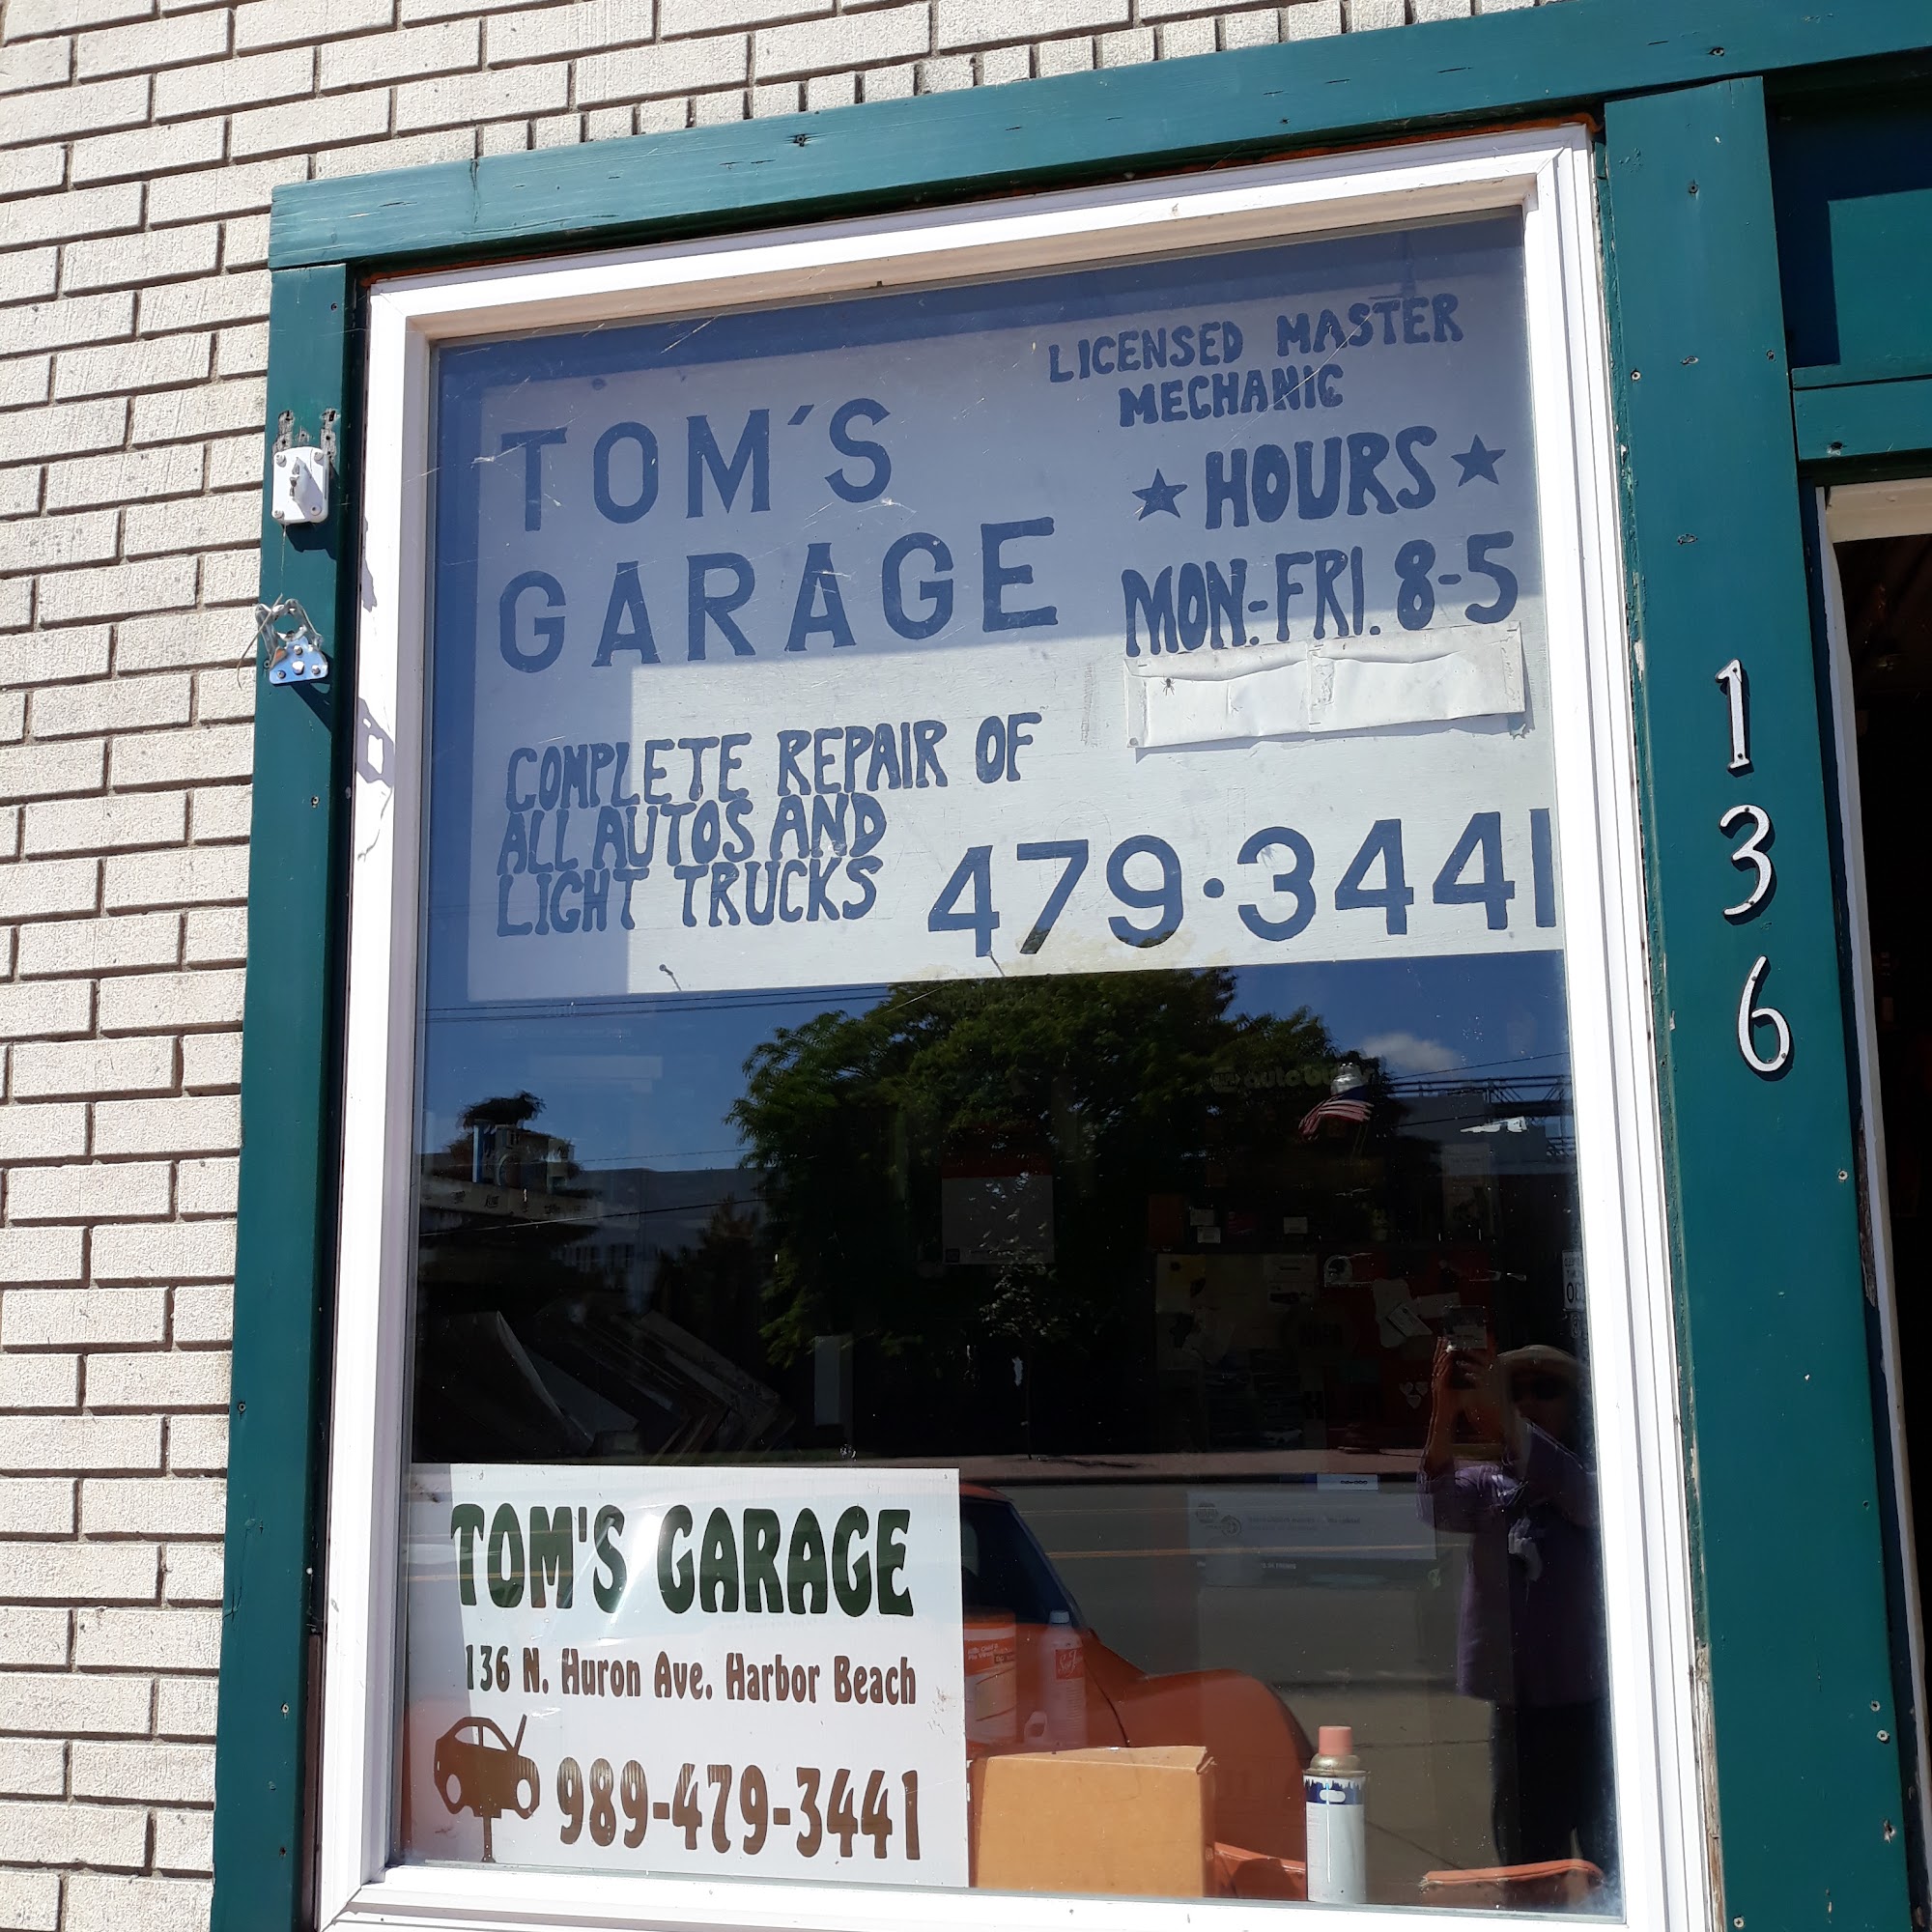 TOM'S
GARAGE
LICENSED MASTER
MECHANIC
HOURS
MON.-FRI. 8-5
COMPLETE REPAIR OF
ALL AUTOS AND
LIGHT TRUCKS
479·3441
136
TOM'S GARAGE
136 N. Huron Ave. Harbor Beach
989-479-3441